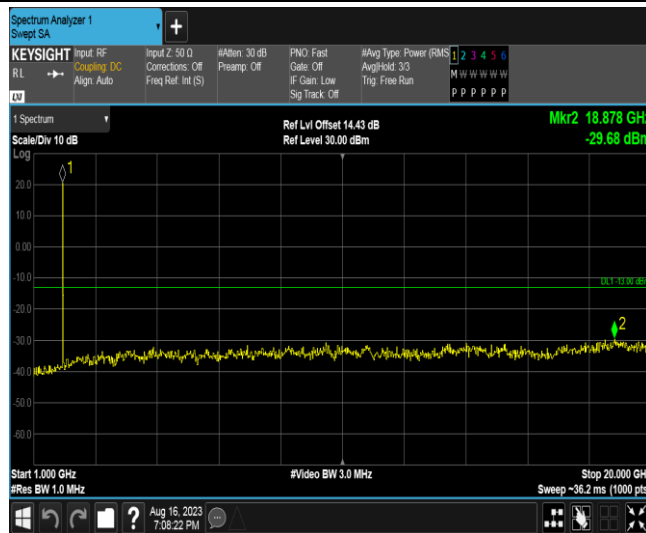 Spectrum Analyzer 1
Swept SA
+
KEYSIGHT
RL
Input: RF
Coupling: DC
Align: Auto
Input Z: 50 Ω
Corrections: Off
Freq Ref: Int (S)
#Atten: 30 dB
Preamp: Off
PNO: Fast
Gate: Off
IF Gain: Low
Sig Track: Off
#Avg Type: Power (RMS
Avg|Hold: 3/3
Trig: Free Run
1 2 3 4 5 6
M W W W W W
P P P P P P
LXI
1 Spectrum
Scale/Div 10 dB
Log
Ref Lvl Offset 14.43 dB
Ref Level 30.00 dBm
Mkr2 18.878 GHz
-29.68 dBm
1
20.0
10.0
0.00
-10.0
DL1 -13.00 dBm
-20.0
2
-30.0
-40.0
-50.0
-60.0
Start 1.000 GHz
#Res BW 1.0 MHz
#Video BW 3.0 MHz
Stop 20.000 GHz
Sweep ~36.2 ms (1000 pts)
?
Aug 16, 2023
7:08:22 PM